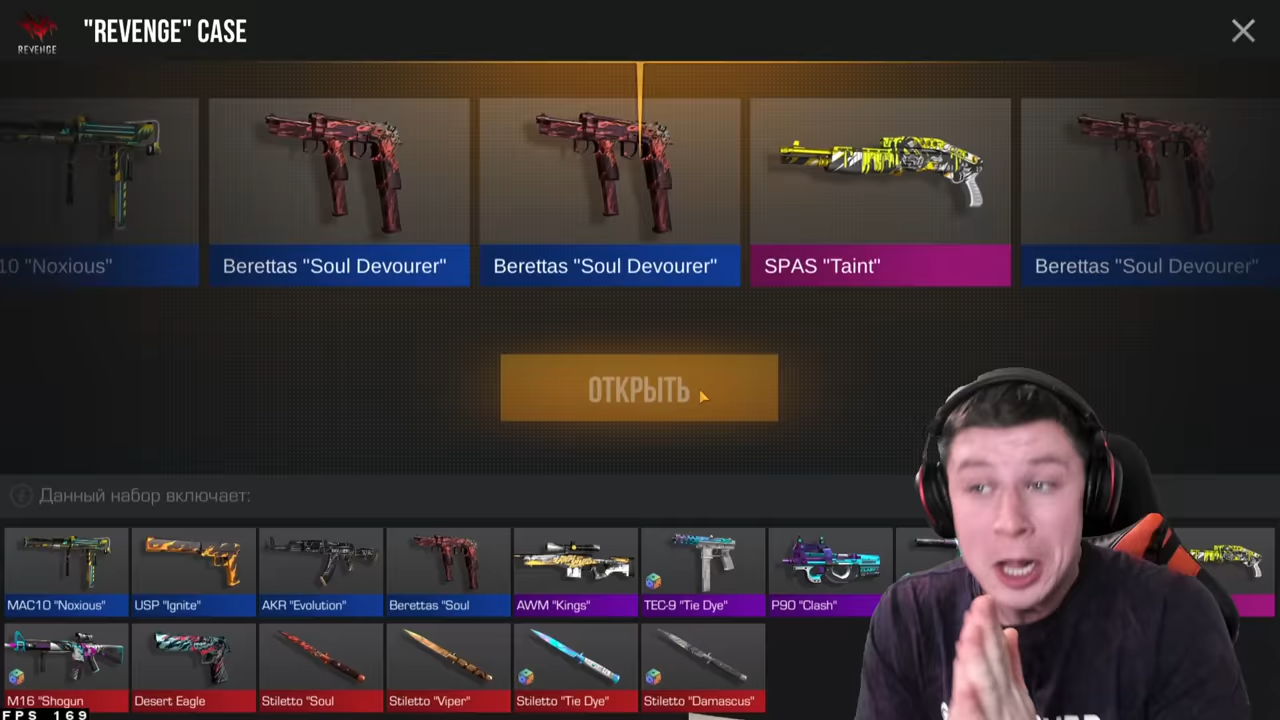 REVENGE
"REVENGE" CASE
10 "Noxious"
Berettas "Soul Devourer"
Berettas "Soul Devourer"
SPAS "Taint"
Berettas "Soul Devourer"
ОТКРЫТЬ
Данный набор включает:
MAC10 "Noxious"
USP "Ignite"
AKR "Evolution"
Berettas "Soul
AWM "Kings"
TEC-9 "Tie Dye"
P90 "Clash"
M16 "Shogun
Desert Eagle
Stiletto "Soul
Stiletto "Viper"
Stiletto "Tie Dye"
Stiletto "Damascus"
FPS 169